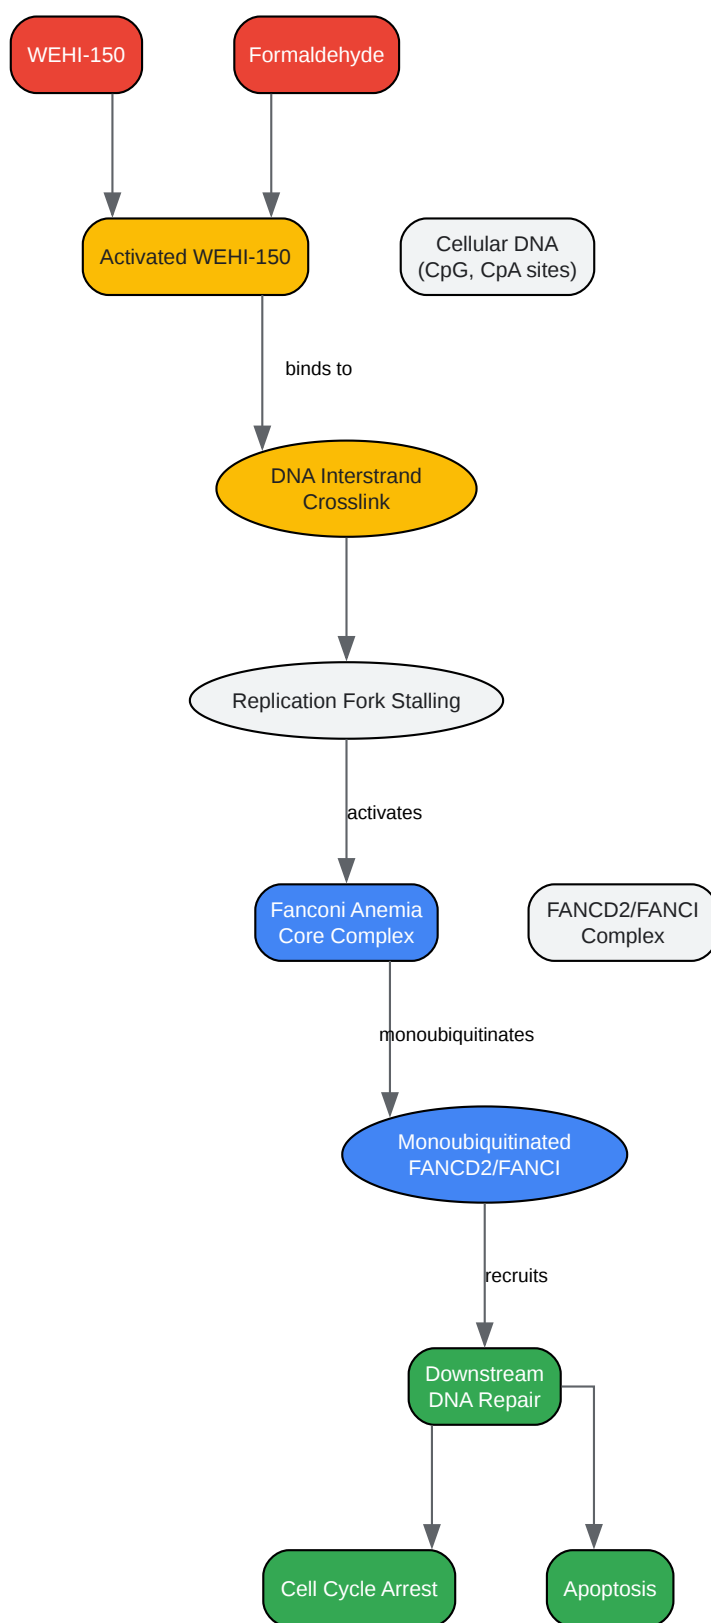 WEHI-150
Formaldehyde
Activated WEHI-150
Cellular DNA
(CpG, CpA sites)
binds to
DNA Interstrand
Crosslink
Replication Fork Stalling
activates
Fanconi Anemia
Core Complex
FANCD2/FANCI
Complex
monoubiquitinates
Monoubiquitinated
FANCD2/FANCI
recruits
Downstream
DNA Repair
Cell Cycle Arrest
Apoptosis